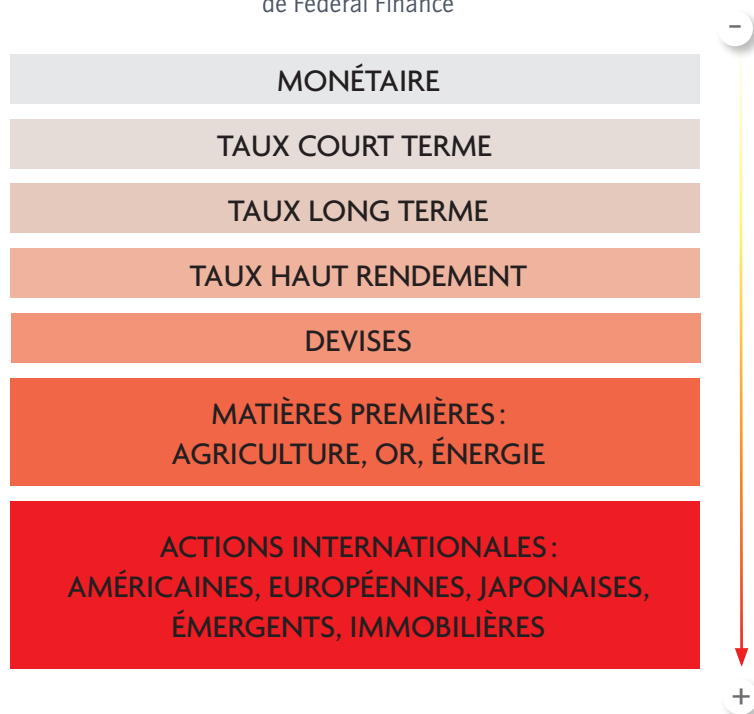 de Federal Finance
-
MONÉTAIRE
TAUX COURT TERME
TAUX LONG TERME
TAUX HAUT RENDEMENT
DEVISES
MATIÈRES PREMIÈRES :
AGRICULTURE, OR, ÉNERGIE
ACTIONS INTERNATIONALES :
AMÉRICAINES, EUROPÉENNES, JAPONAISES,
ÉMERGENTS, IMMOBILIÈRES
+